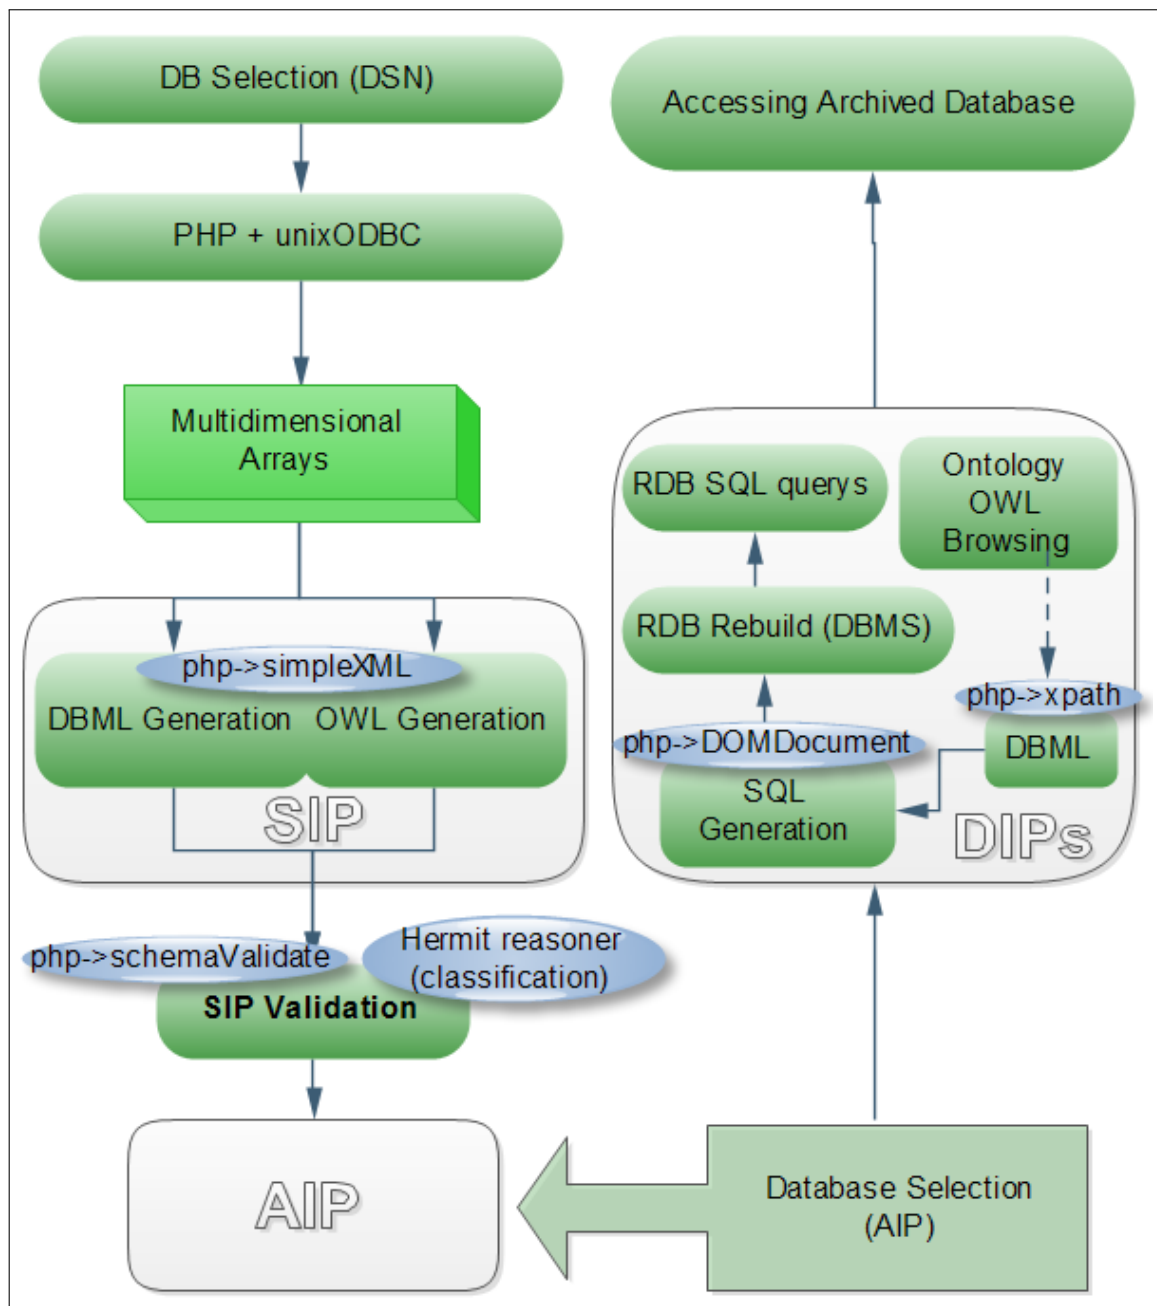 DB Selection (DSN)
PHP + unixODBC
Multidimensional
Arrays
php->simpleXML
DBML Generation
OWL Generation
SIP
php->schemaValidate
Hermit reasoner
(classification)
SIP Validation
AIP
Accessing Archived Database
RDB SQL querys
Ontology
OWL
Browsing
RDB Rebuild (DBMS)
php->xpath
php->DOMDocument
DBML
SQL
Generation
DIPs
Database Selection
(AIP)